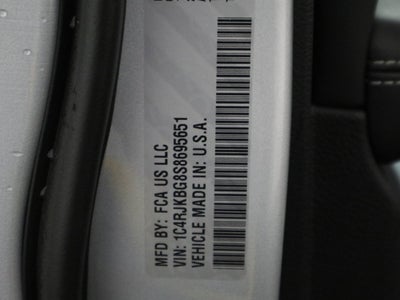 MFD BY: FCA US LLC
VIN: 1C4RJKBG8S8695651
VEHICLE MADE IN: U.S.A.